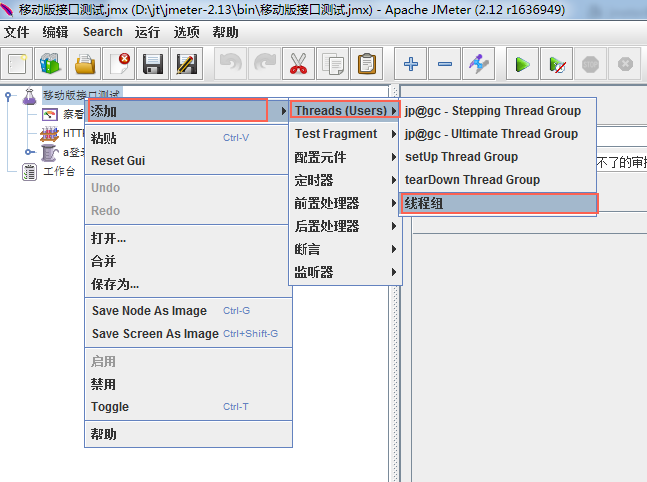 移动版接口测试.jmx (D:\jt\jmeter-2.13\bin\移动版接口测试.jmx) - Apache JMeter (2.12 r1636949)
文件 编辑 Search 运行 选项 帮助
移动版接口测试
察看
HTTP
a登录
工作台
添加
粘贴 Ctrl-V
Reset Gui
Undo
Redo
打开...
合并
保存为...
Save Node As Image Ctrl-G
Save Screen As Image Ctrl+Shift-G
启用
禁用
Toggle Ctrl-T
帮助
Threads (Users)
Test Fragment
配置元件
定时器
前置处理器
后置处理器
断言
监听器
jp@gc - Stepping Thread Group
jp@gc - Ultimate Thread Group
setUp Thread Group
tearDown Thread Group
线程组
不了的审批